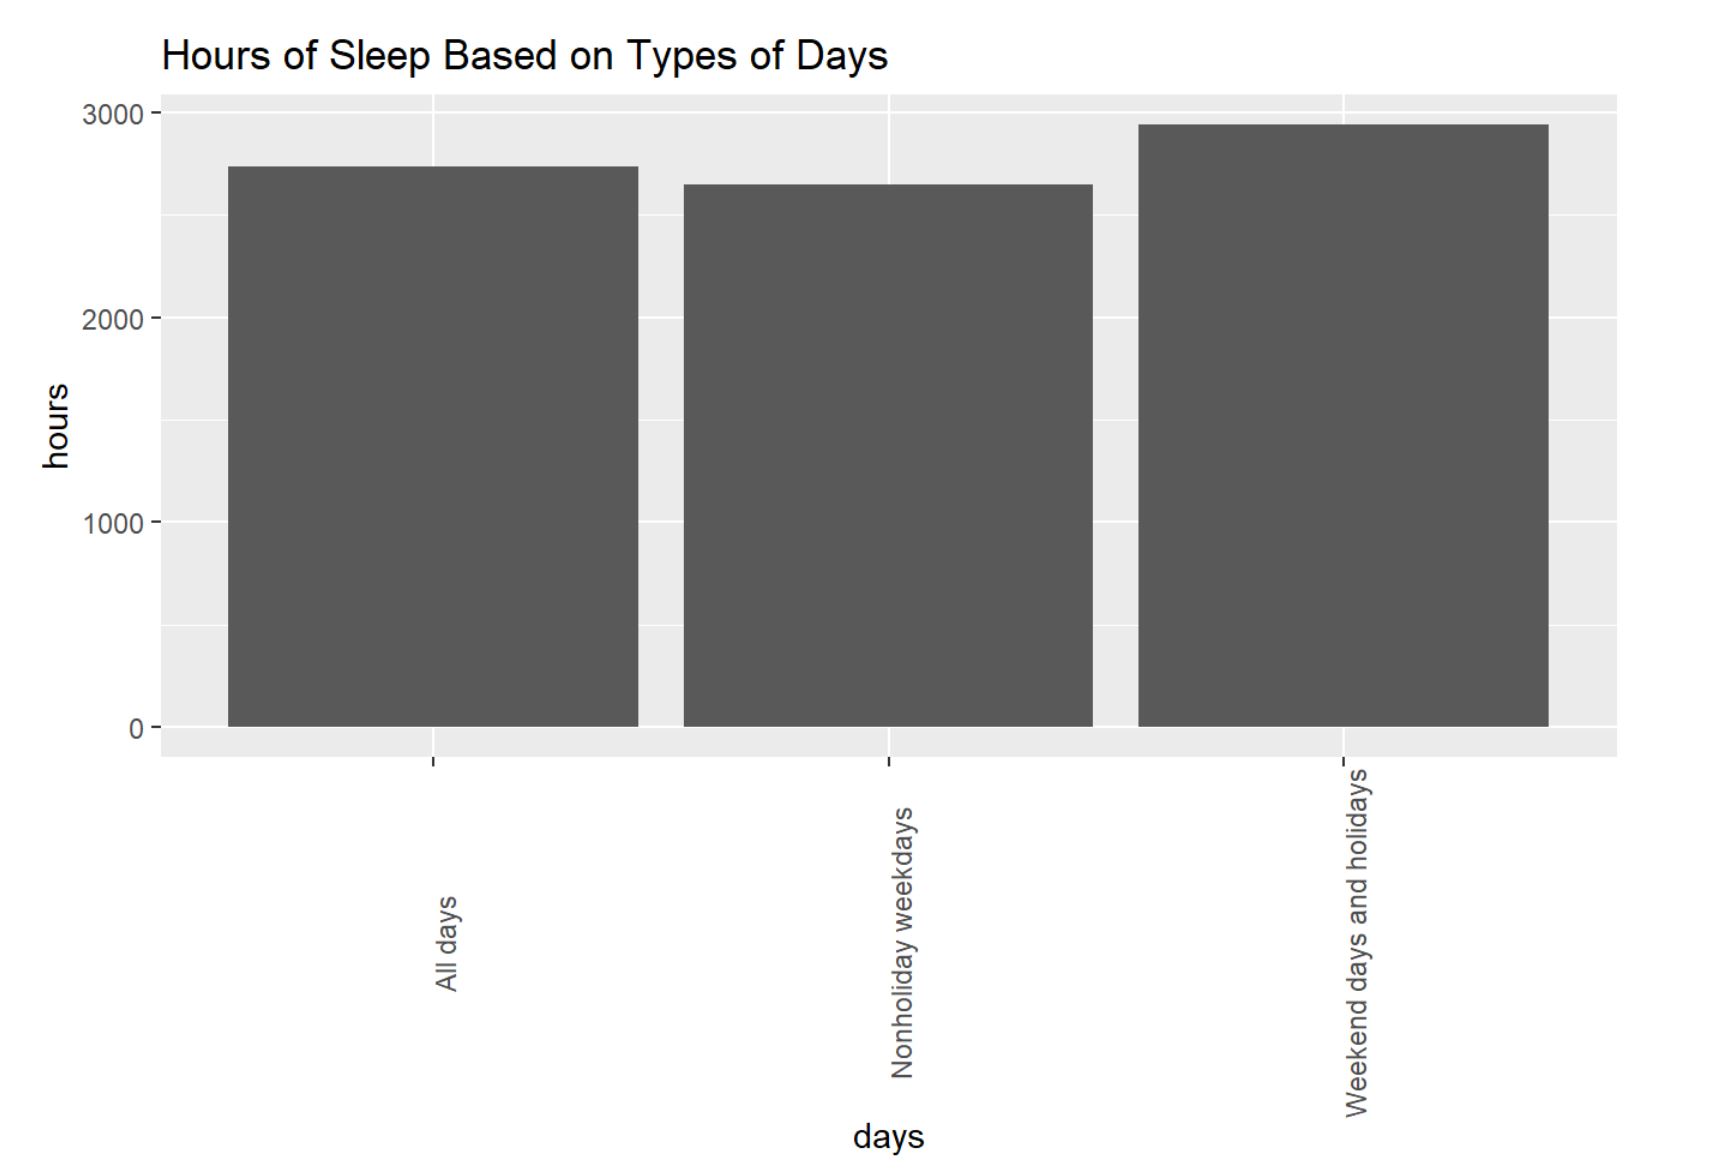 Hours of Sleep Based on Types of Days
3000
2000
1000
0
hours
All days
Nonholiday weekdays
Weekend days and holidays
days